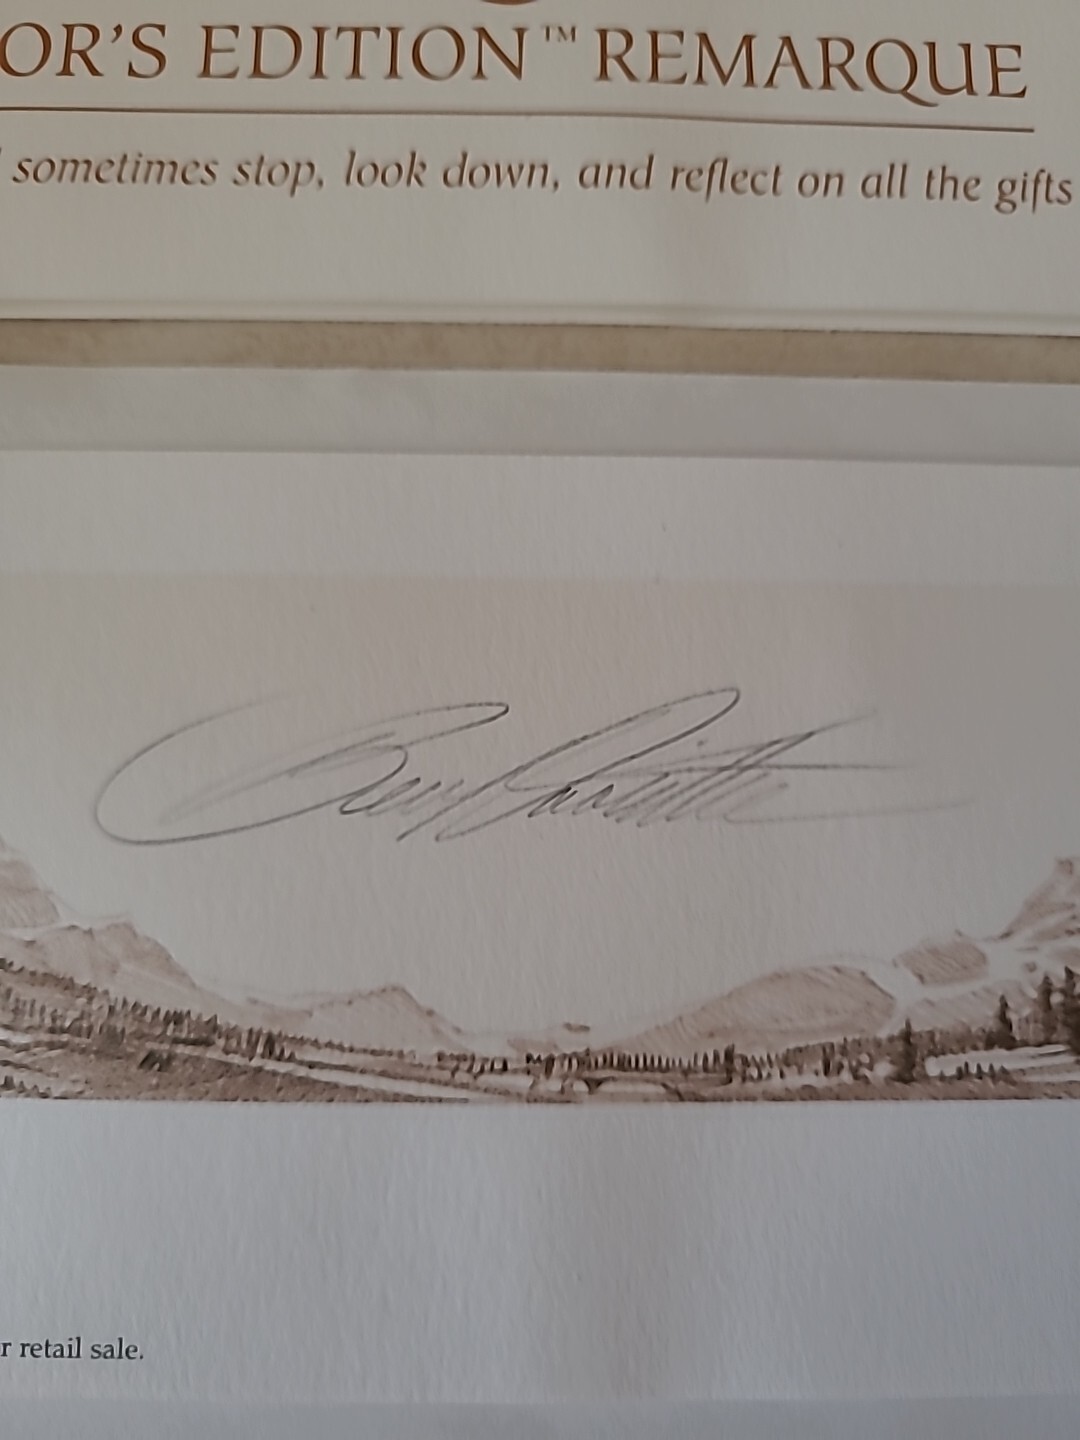 OR'S EDITION™ REMARQUE
sometimes stop, look down, and reflect on all the gifts
r retail sale.